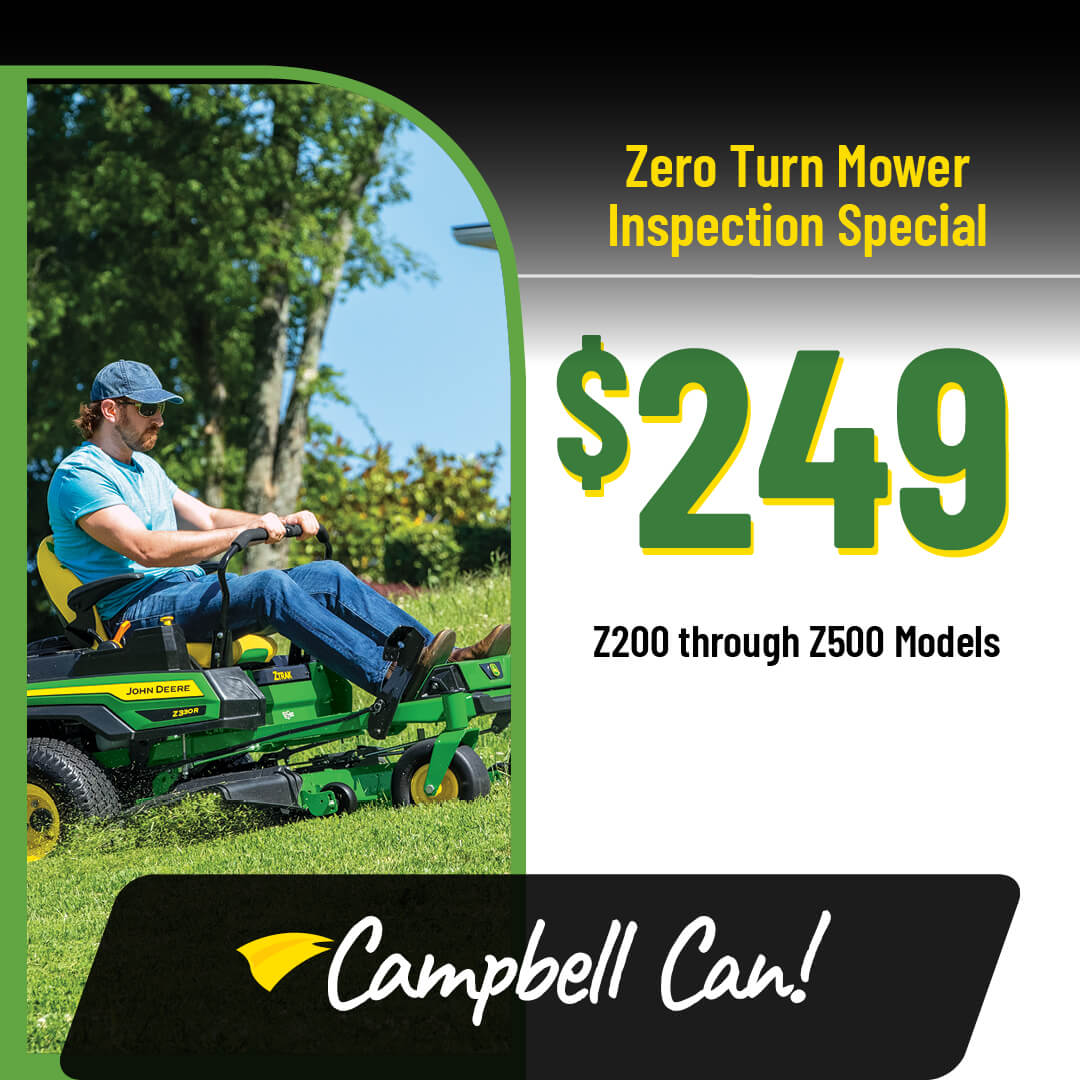 Zero Turn Mower
Inspection Special
$249
Z200 through Z500 Models
JOHN DEERE
Z330R
ZTRAK
Campbell Can!